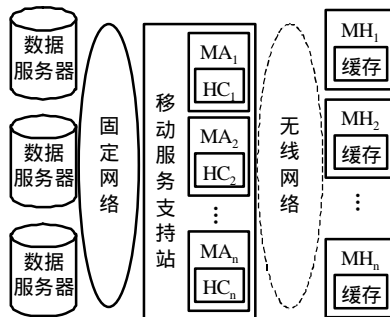 数据
服务器
数据
服务器
数据
服务器
固定网络
移动服务支持站
MA₁
HC₁
MA₂
HC₂
⋮
MAₙ
HCₙ
无线网络
MH₁
缓存
MH₂
缓存
⋮
MHₙ
缓存